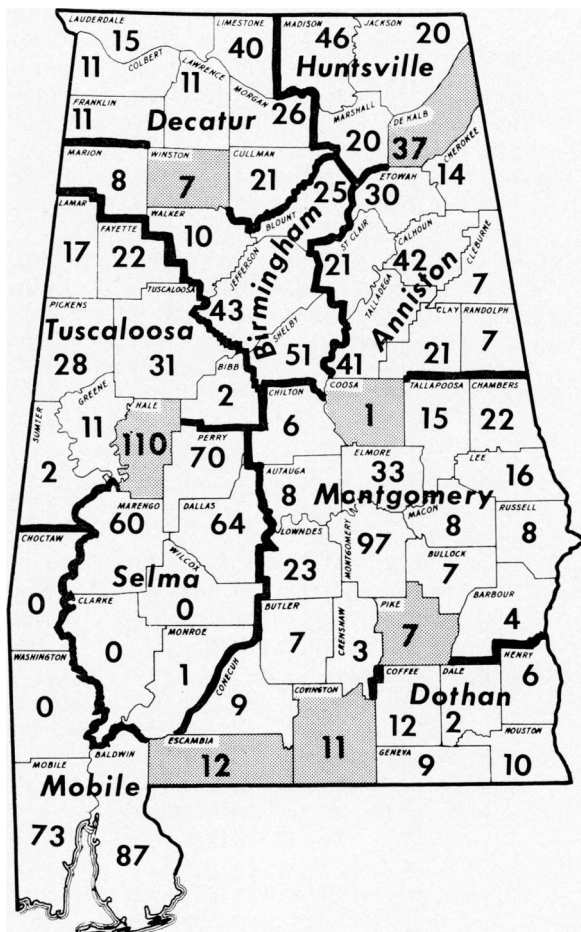 LAUDERDALE
15
LIMESTONE
40
MADISON
46
JACKSON
20
COLBERT
11
LAWRENCE
11
Huntsville
FRANKLIN
11
Decatur
MORGAN
26
MARSHALL
20
DE KALB
37
CHEROKEE
14
MARION
8
WINSTON
7
CULLMAN
21
BLOUNT
25
ETOWAH
30
LAMAR
17
FAYETTE
22
WALKER
10
JEFFERSON
43
Birmingham
ST CLAIR
21
CALHOUN
42
CLEBURNE
7
TALLADEGA
41
Anniston
PICKENS
28
TUSCALOOSA
31
Tuscaloosa
SHELBY
51
CLAY
21
RANDOLPH
7
BIBB
2
GREENE
11
HALE
110
SUMTER
2
PERRY
70
CHILTON
6
COOSA
1
TALLAPOOSA
15
CHAMBERS
22
ELMORE
33
LEE
16
AUTAUGA
8
Montgomery
MARENGO
60
DALLAS
64
LOWNDES
23
MONTGOMERY
97
MACON
8
RUSSELL
8
BULLOCK
7
CHOCTAW
0
Selma
WILCOX
0
CLARKE
0
MONROE
1
BUTLER
7
CRENSHAW
3
PIKE
7
BARBOUR
4
WASHINGTON
0
CONECUH
9
COVINGTON
11
COFFEE
12
DALE
2
HENRY
6
Dothan
HOUSTON
10
GENEVA
9
ESCAMBIA
12
MOBILE
73
BALDWIN
87
Mobile